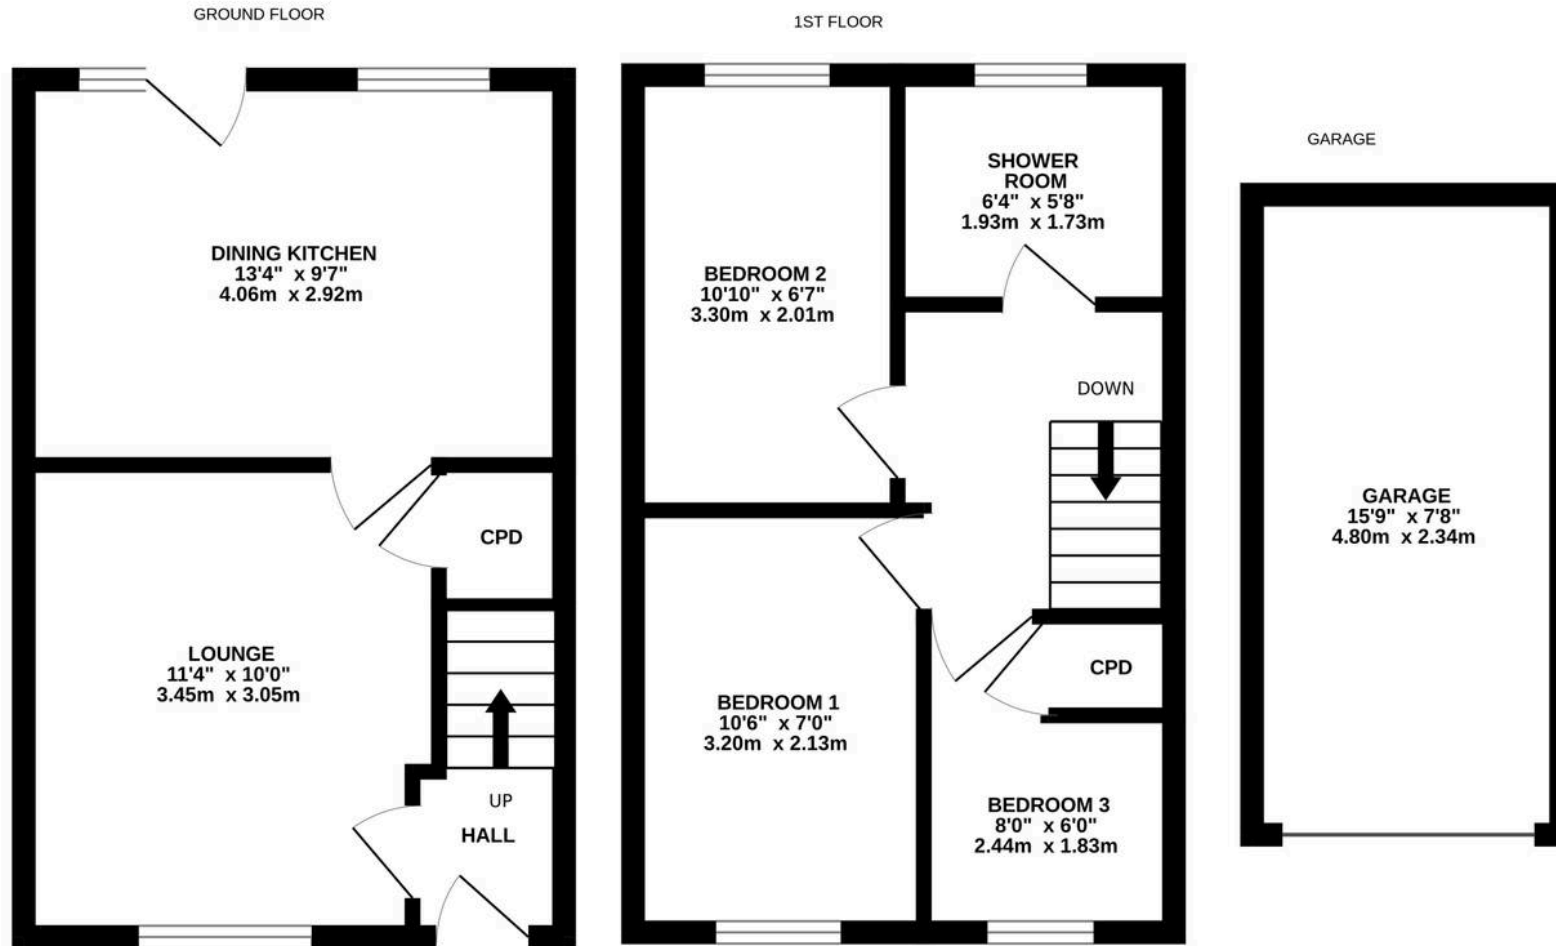 GROUND FLOOR
DINING KITCHEN
13'4" x 9'7"
4.06m x 2.92m
CPD
LOUNGE
11'4" x 10'0"
3.45m x 3.05m
UP
HALL
1ST FLOOR
SHOWER
ROOM
6'4" x 5'8"
1.93m x 1.73m
BEDROOM 2
10'10" x 6'7"
3.30m x 2.01m
DOWN
CPD
BEDROOM 1
10'6" x 7'0"
3.20m x 2.13m
BEDROOM 3
8'0" x 6'0"
2.44m x 1.83m
GARAGE
GARAGE
15'9" x 7'8"
4.80m x 2.34m